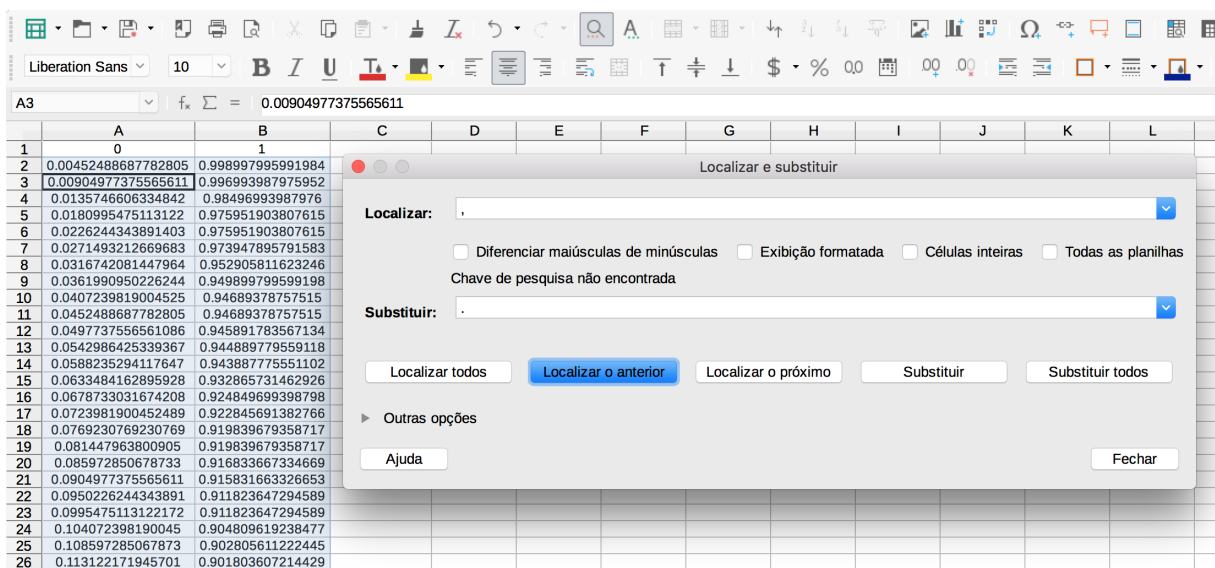 Liberation Sans 10 B I U $ % 0.0 .00 .00
A3 fx Σ = 0.00904977375565611
A B C D E F G H I J K L
1 0 1
2 0.00452488687782805 0.998997995991984
3 0.00904977375565611 0.996993987975952
4 0.0135746606334842 0.98496993987976
5 0.0180995475113122 0.975951903807615
6 0.0226244343891403 0.975951903807615
7 0.0271493212669683 0.973947895791583
8 0.0316742081447964 0.952905811623246
9 0.0361990950226244 0.949899799599198
10 0.0407239819004525 0.94689378757515
11 0.0452488687782805 0.94689378757515
12 0.0497737556561086 0.945891783567134
13 0.0542986425339367 0.944889779559118
14 0.0588235294117647 0.943887775551102
15 0.0633484162895928 0.932865731462926
16 0.0678733031674208 0.924849699398798
17 0.0723981900452489 0.922845691382766
18 0.0769230769230769 0.919839679358717
19 0.081447963800905 0.919839679358717
20 0.085972850678733 0.916833667334669
21 0.0904977375565611 0.915831663326653
22 0.0950226244343891 0.911823647294589
23 0.0995475113122172 0.911823647294589
24 0.104072398190045 0.904809619238477
25 0.108597285067873 0.902805611222445
26 0.113122171945701 0.901803607214429
Localizar e substituir
Localizar: ,
Diferenciar maiúsculas de minúsculas Exibição formatada Células inteiras Todas as planilhas
Chave de pesquisa não encontrada
Substituir: .
Localizar todos Localizar o anterior Localizar o próximo Substituir Substituir todos
Outras opções
Ajuda Fechar